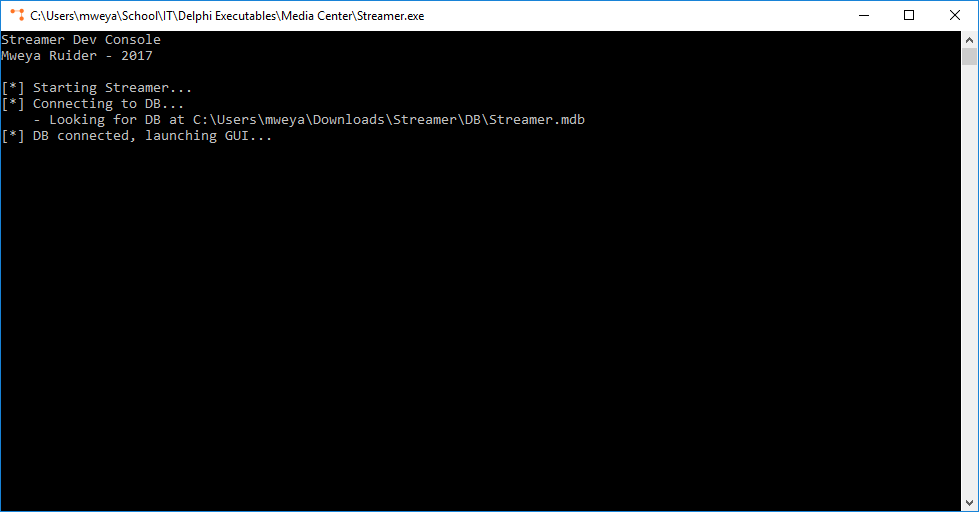 C:\Users\mweya\School\IT\Delphi Executables\Media Center\Streamer.exe
Streamer Dev Console
Mweya Ruider - 2017
[*] Starting Streamer...
[*] Connecting to DB...
- Looking for DB at C:\Users\mweya\Downloads\Streamer\DB\Streamer.mdb
[*] DB connected, launching GUI...